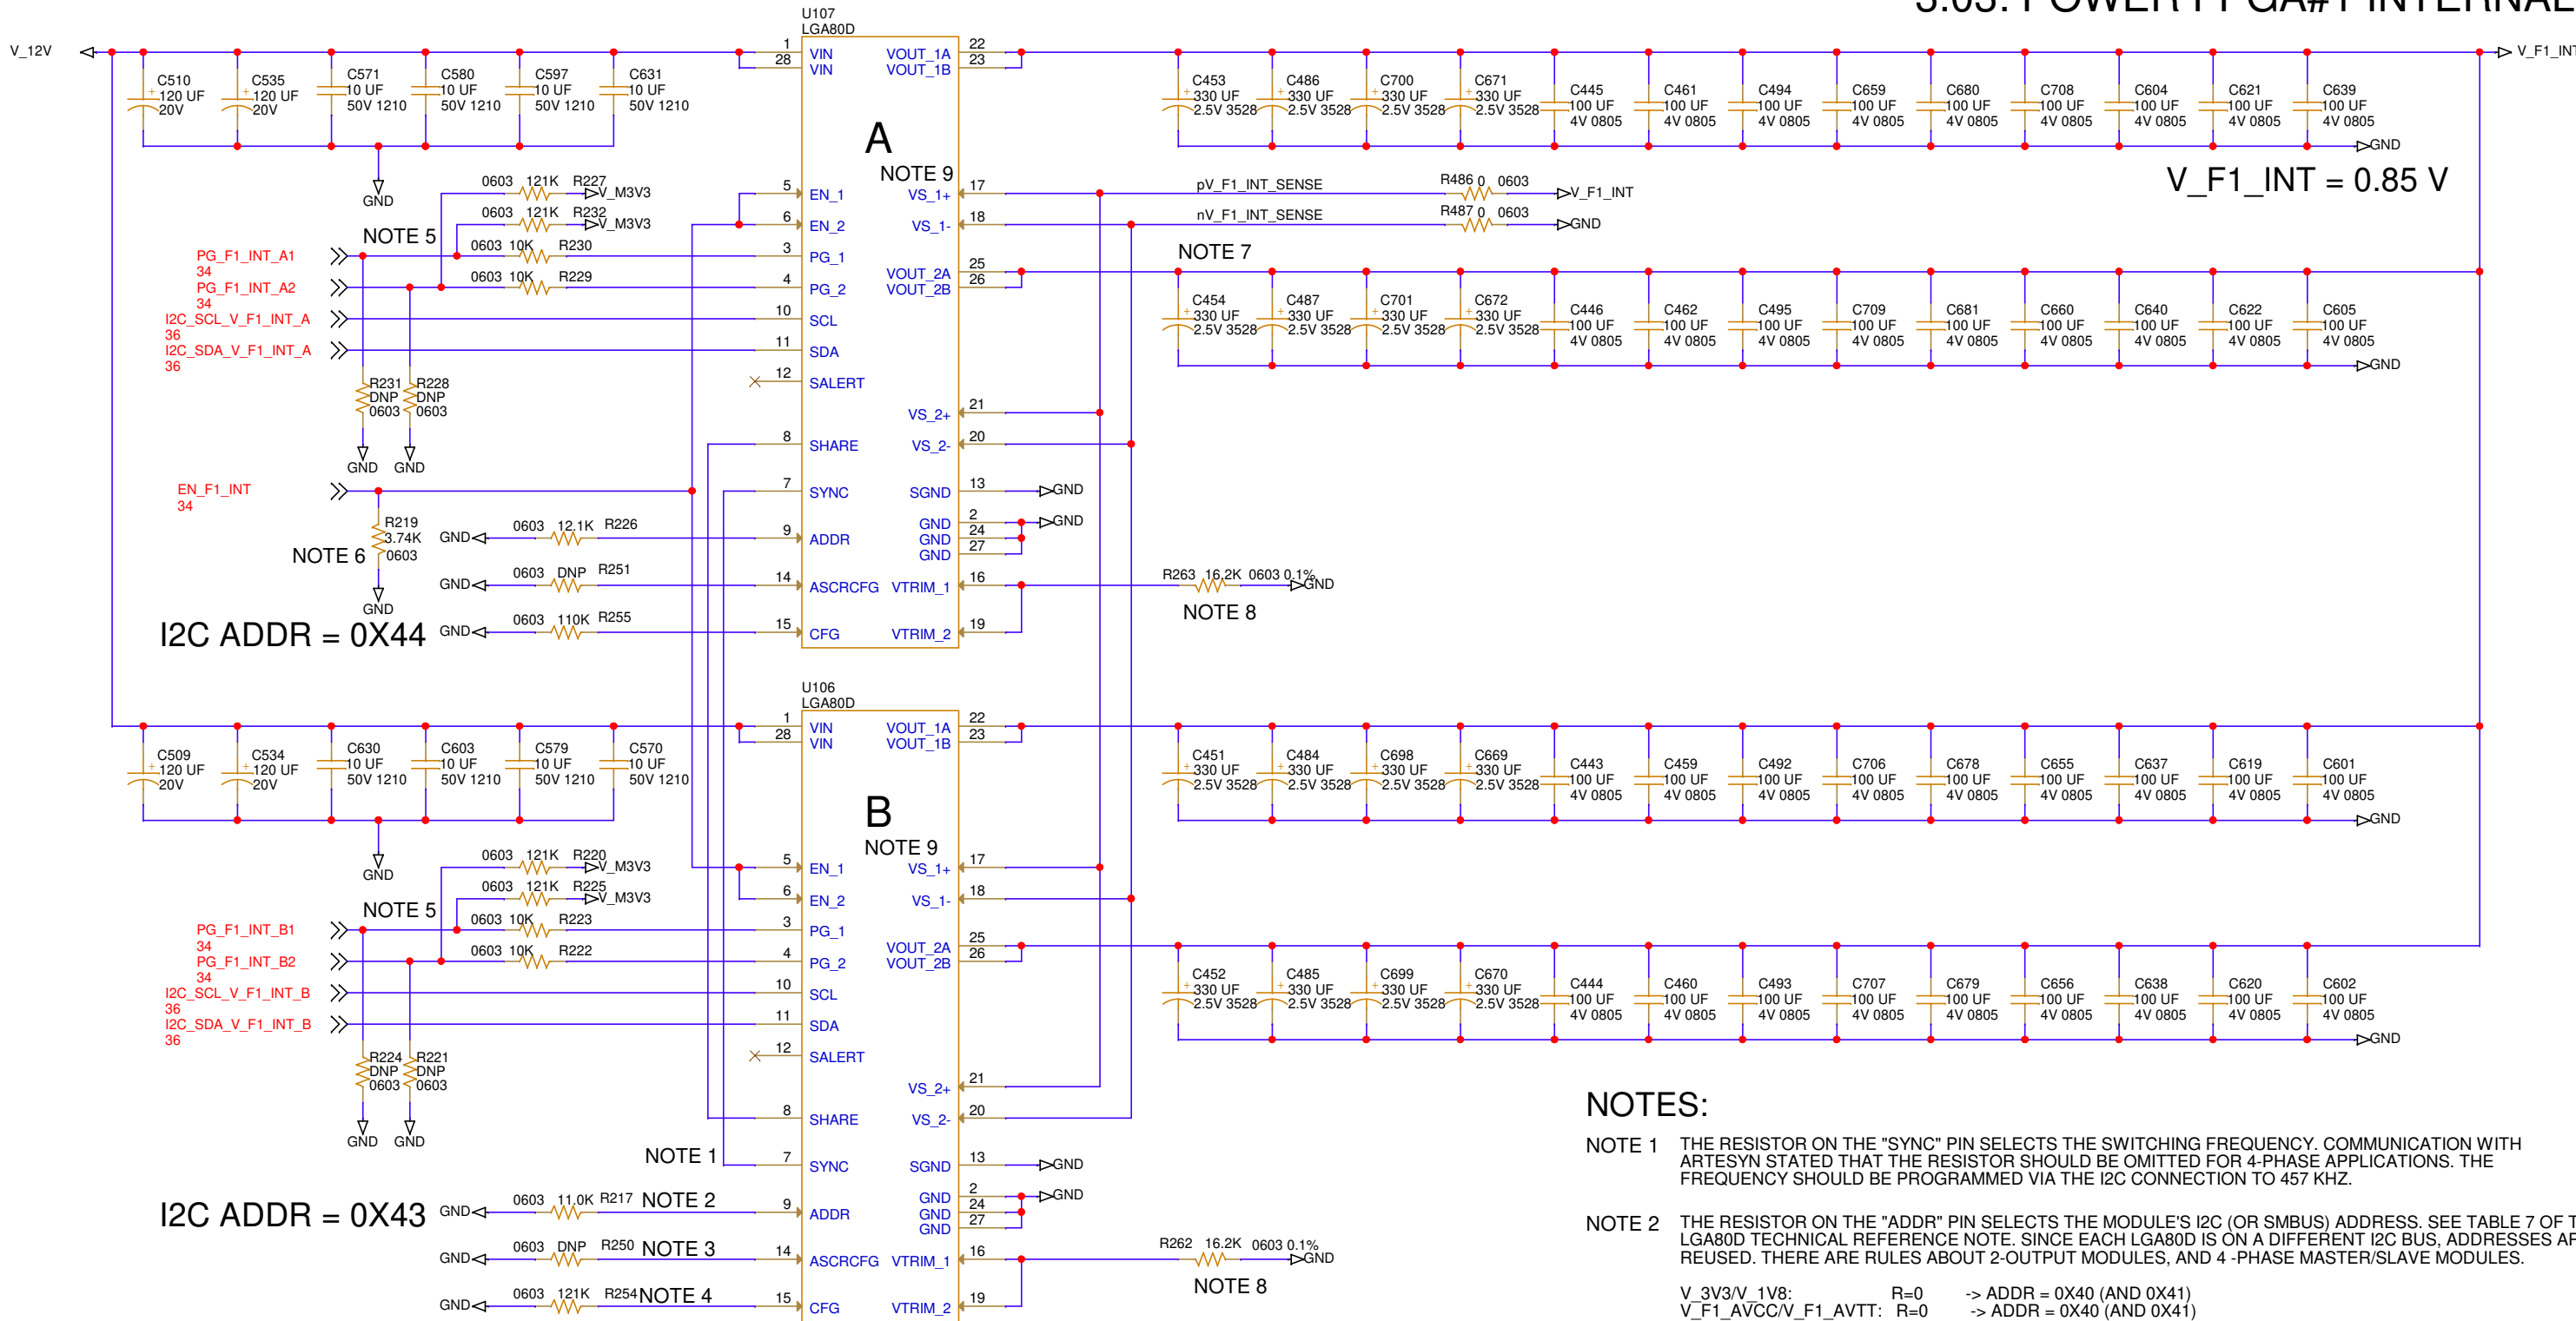 3.03: POWER FPGA#1 INTERNAL
V_12V
U107
LGA80D
V_F1_INT
C510
120 UF
20V
C535
120 UF
20V
C571
10 UF
50V 1210
C580
10 UF
50V 1210
C597
10 UF
50V 1210
C631
10 UF
50V 1210
GND
1 VIN
28 VIN
VOUT_1A 22
VOUT_1B 23
A
NOTE 9
5 EN_1
6 EN_2
3 PG_1
4 PG_2
10 SCL
11 SDA
12 SALERT
8 SHARE
7 SYNC
9 ADDR
14 ASCRCFG
15 CFG
VS_1+ 17
VS_1- 18
VOUT_2A 25
VOUT_2B 26
VS_2+ 21
VS_2- 20
SGND 13
GND 2
GND 24
GND 27
VTRIM_1 16
VTRIM_2 19
C453
330 UF
2.5V 3528
C486
330 UF
2.5V 3528
C700
330 UF
2.5V 3528
C671
330 UF
2.5V 3528
C445
100 UF
4V 0805
C461
100 UF
4V 0805
C494
100 UF
4V 0805
C659
100 UF
4V 0805
C680
100 UF
4V 0805
C708
100 UF
4V 0805
C604
100 UF
4V 0805
C621
100 UF
4V 0805
C639
100 UF
4V 0805
GND
V_F1_INT = 0.85 V
pV_F1_INT_SENSE R486 0 0603 V_F1_INT
nV_F1_INT_SENSE R487 0 0603 GND
NOTE 7
0603 121K R227 V_M3V3
0603 121K R232 V_M3V3
NOTE 5
0603 10K R230
0603 10K R229
PG_F1_INT_A1
34
PG_F1_INT_A2
34
I2C_SCL_V_F1_INT_A
36
I2C_SDA_V_F1_INT_A
36
R231
DNP
0603
R228
DNP
0603
GND
GND
C454
330 UF
2.5V 3528
C487
330 UF
2.5V 3528
C701
330 UF
2.5V 3528
C672
330 UF
2.5V 3528
C446
100 UF
4V 0805
C462
100 UF
4V 0805
C495
100 UF
4V 0805
C709
100 UF
4V 0805
C681
100 UF
4V 0805
C660
100 UF
4V 0805
C640
100 UF
4V 0805
C622
100 UF
4V 0805
C605
100 UF
4V 0805
GND
EN_F1_INT
34
R219
3.74K
0603
NOTE 6
GND
GND 0603 12.1K R226
GND 0603 DNP R251
GND 0603 110K R255
I2C ADDR = 0X44
GND
GND
R263 16.2K 0603 0.1% GND
NOTE 8
U106
LGA80D
C509
120 UF
20V
C534
120 UF
20V
C630
10 UF
50V 1210
C603
10 UF
50V 1210
C579
10 UF
50V 1210
C570
10 UF
50V 1210
GND
1 VIN
28 VIN
VOUT_1A 22
VOUT_1B 23
B
NOTE 9
5 EN_1
6 EN_2
3 PG_1
4 PG_2
10 SCL
11 SDA
12 SALERT
8 SHARE
7 SYNC
9 ADDR
14 ASCRCFG
15 CFG
VS_1+ 17
VS_1- 18
VOUT_2A 25
VOUT_2B 26
VS_2+ 21
VS_2- 20
SGND 13
GND 2
GND 24
GND 27
VTRIM_1 16
VTRIM_2 19
C451
330 UF
2.5V 3528
C484
330 UF
2.5V 3528
C698
330 UF
2.5V 3528
C669
330 UF
2.5V 3528
C443
100 UF
4V 0805
C459
100 UF
4V 0805
C492
100 UF
4V 0805
C706
100 UF
4V 0805
C678
100 UF
4V 0805
C655
100 UF
4V 0805
C637
100 UF
4V 0805
C619
100 UF
4V 0805
C601
100 UF
4V 0805
GND
0603 121K R220 V_M3V3
0603 121K R225 V_M3V3
NOTE 5
0603 10K R223
0603 10K R222
PG_F1_INT_B1
34
PG_F1_INT_B2
34
I2C_SCL_V_F1_INT_B
36
I2C_SDA_V_F1_INT_B
36
R224
DNP
0603
R221
DNP
0603
GND
GND
C452
330 UF
2.5V 3528
C485
330 UF
2.5V 3528
C699
330 UF
2.5V 3528
C670
330 UF
2.5V 3528
C444
100 UF
4V 0805
C460
100 UF
4V 0805
C493
100 UF
4V 0805
C707
100 UF
4V 0805
C679
100 UF
4V 0805
C656
100 UF
4V 0805
C638
100 UF
4V 0805
C620
100 UF
4V 0805
C602
100 UF
4V 0805
GND
NOTE 1
I2C ADDR = 0X43
GND 0603 11.0K R217 NOTE 2
GND 0603 DNP R250 NOTE 3
GND 0603 121K R254 NOTE 4
GND
GND
R262 16.2K 0603 0.1% GND
NOTE 8
NOTES:
NOTE 1 THE RESISTOR ON THE "SYNC" PIN SELECTS THE SWITCHING FREQUENCY. COMMUNICATION WITH
ARTESYN STATED THAT THE RESISTOR SHOULD BE OMITTED FOR 4-PHASE APPLICATIONS. THE
FREQUENCY SHOULD BE PROGRAMMED VIA THE I2C CONNECTION TO 457 KHZ.
NOTE 2 THE RESISTOR ON THE "ADDR" PIN SELECTS THE MODULE'S I2C (OR SMBUS) ADDRESS. SEE TABLE 7 OF
LGA80D TECHNICAL REFERENCE NOTE. SINCE EACH LGA80D IS ON A DIFFERENT I2C BUS, ADDRESSES
REUSED. THERE ARE RULES ABOUT 2-OUTPUT MODULES, AND 4 -PHASE MASTER/SLAVE MODULES.
V_3V3/V_1V8: R=0 -> ADDR = 0X40 (AND 0X41)
V_F1_AVCC/V_F1_AVTT: R=0 -> ADDR = 0X40 (AND 0X41)